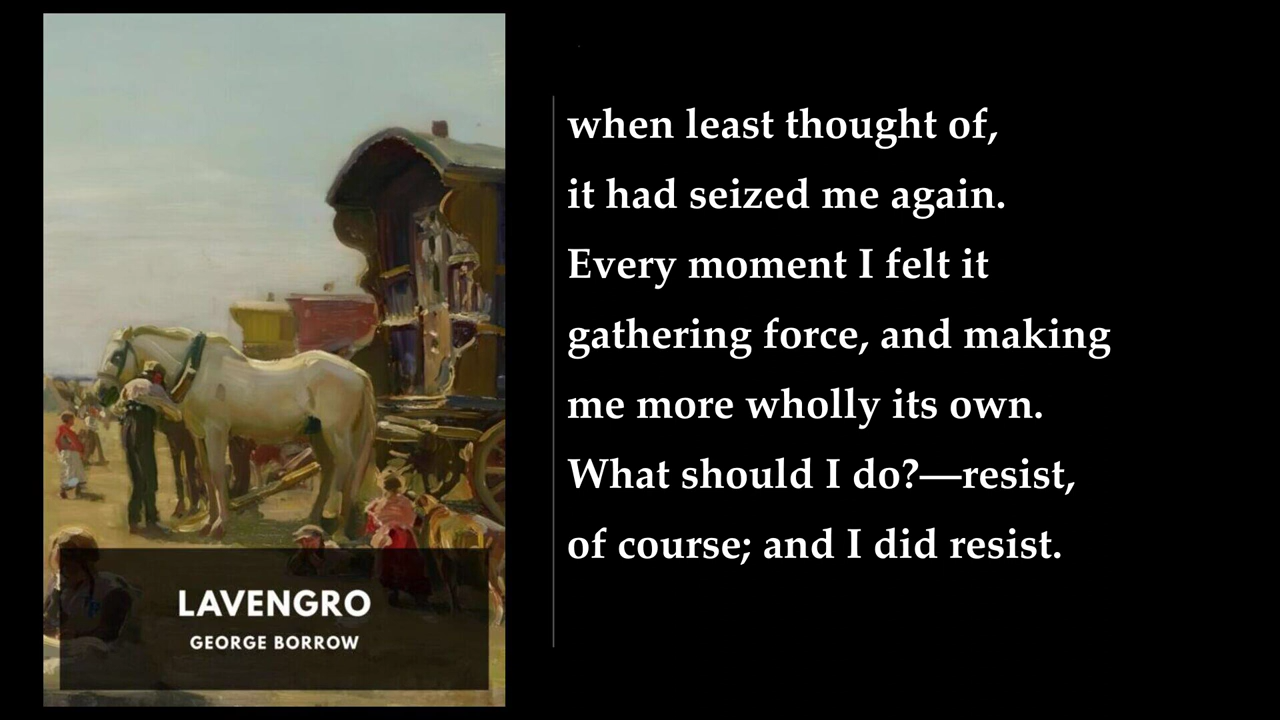 LAVENGRO
GEORGE BORROW
when least thought of,
it had seized me again.
Every moment I felt it
gathering force, and making
me more wholly its own.
What should I do?—resist,
of course; and I did resist.